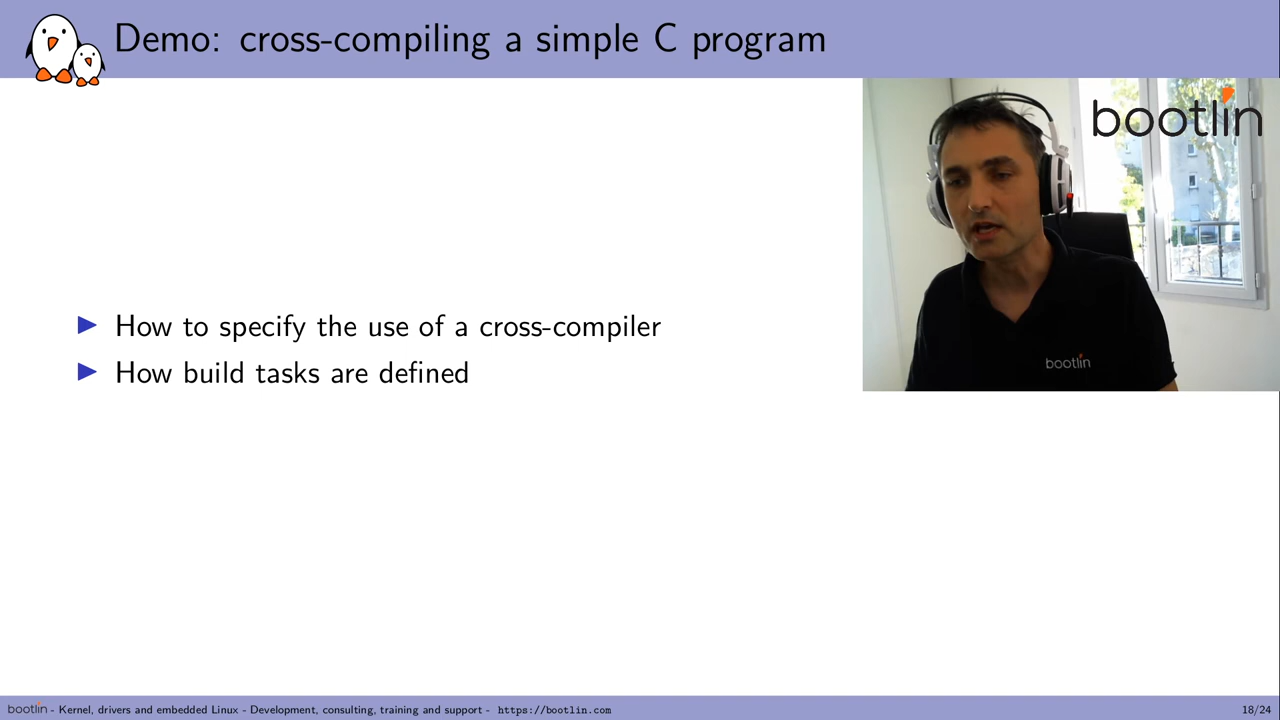 Demo: cross-compiling a simple C program
bootlin
How to specify the use of a cross-compiler
How build tasks are defined
bootlin
bootlin - Kernel, drivers and embedded Linux - Development, consulting, training and support - https://bootlin.com
18/24